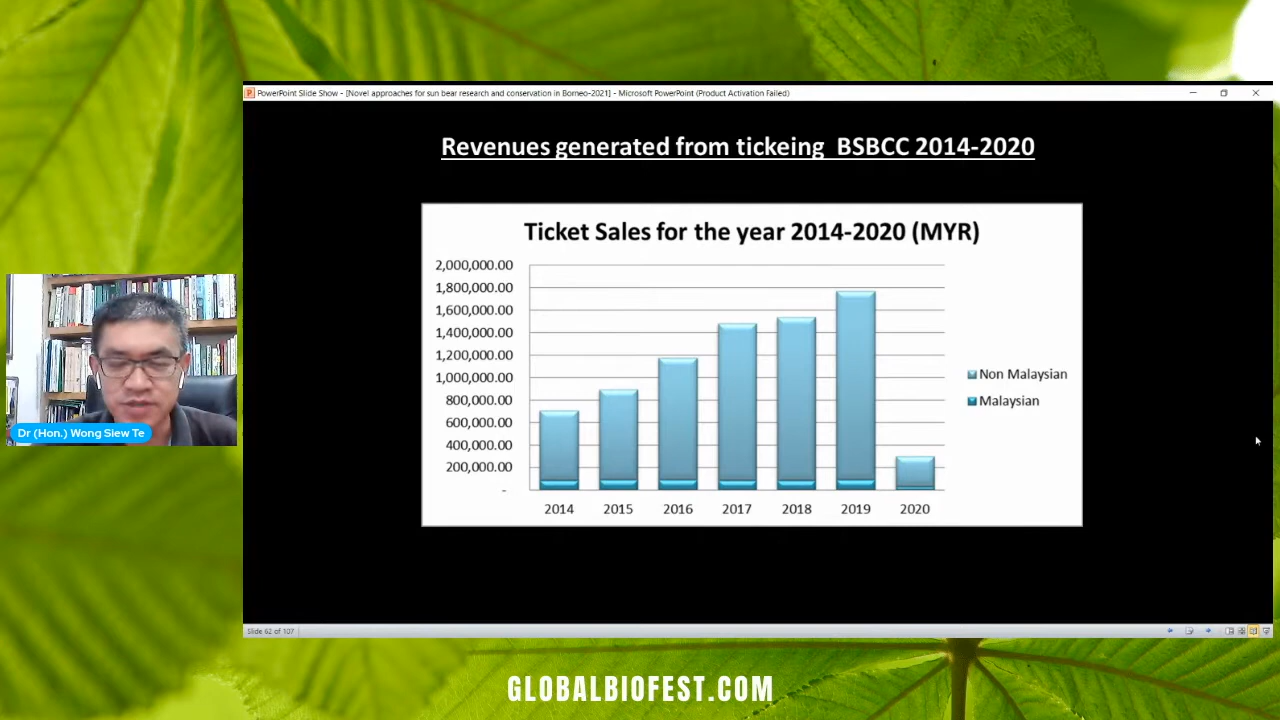 PowerPoint Slide Show - [Novel approaches for sun bear research and conservation in Borneo-2021] - Microsoft PowerPoint (Product Activation Failed)
Revenues generated from tickeing BSBCC 2014-2020
Ticket Sales for the year 2014-2020 (MYR)
2,000,000.00
1,800,000.00
1,600,000.00
1,400,000.00
1,200,000.00
1,000,000.00
800,000.00
600,000.00
400,000.00
200,000.00
-
2014 2015 2016 2017 2018 2019 2020
Non Malaysian
Malaysian
Dr (Hon.) Wong Siew Te
Slide 62 of 107
GLOBALBIOFEST.COM